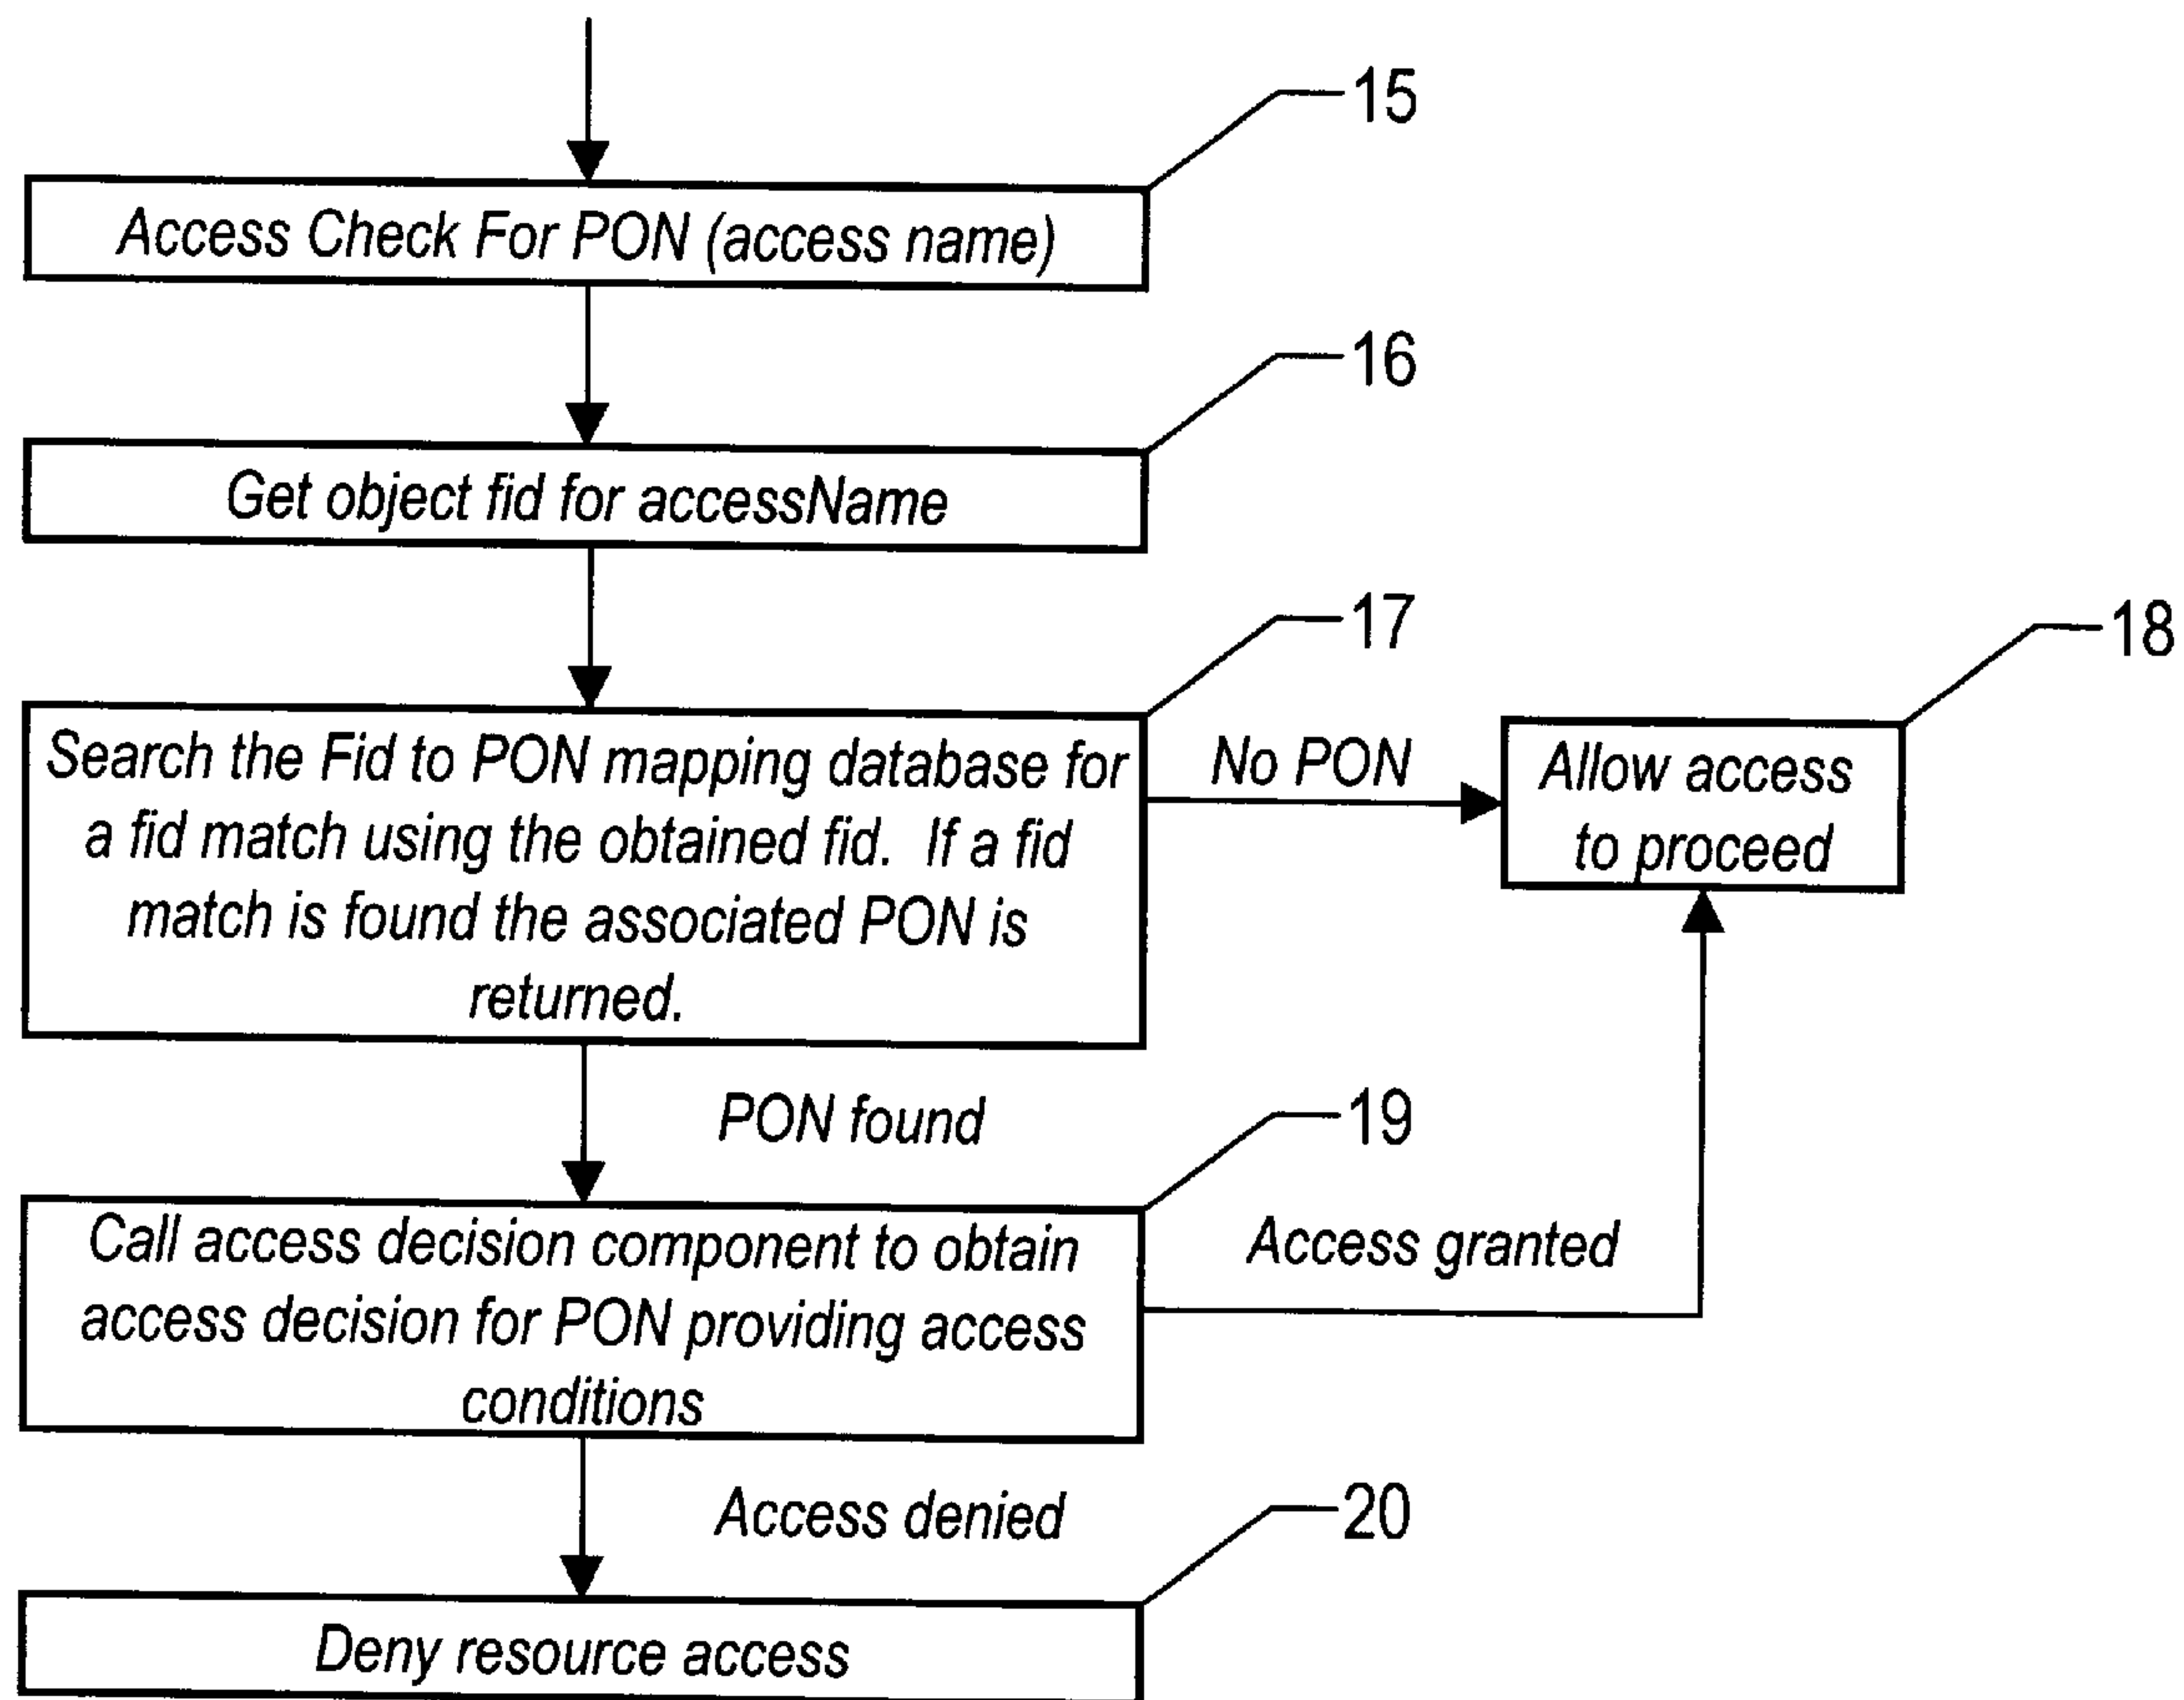 15
Access Check For PON (access name)
16
Get object fid for accessName
17
18
Search the Fid to PON mapping database for
a fid match using the obtained fid. If a fid
match is found the associated PON is
returned.
No PON
Allow access
to proceed
PON found
19
Call access decision component to obtain
access decision for PON providing access
conditions
Access granted
Access denied
20
Deny resource access